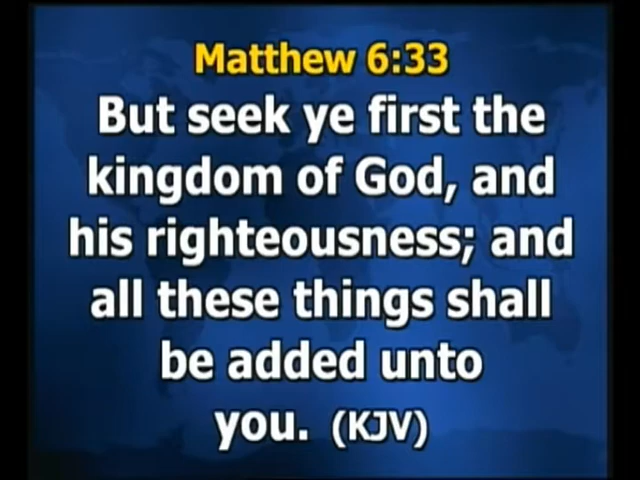 Matthew 6:33
But seek ye first the
kingdom of God, and
his righteousness; and
all these things shall
be added unto
you. (KJV)